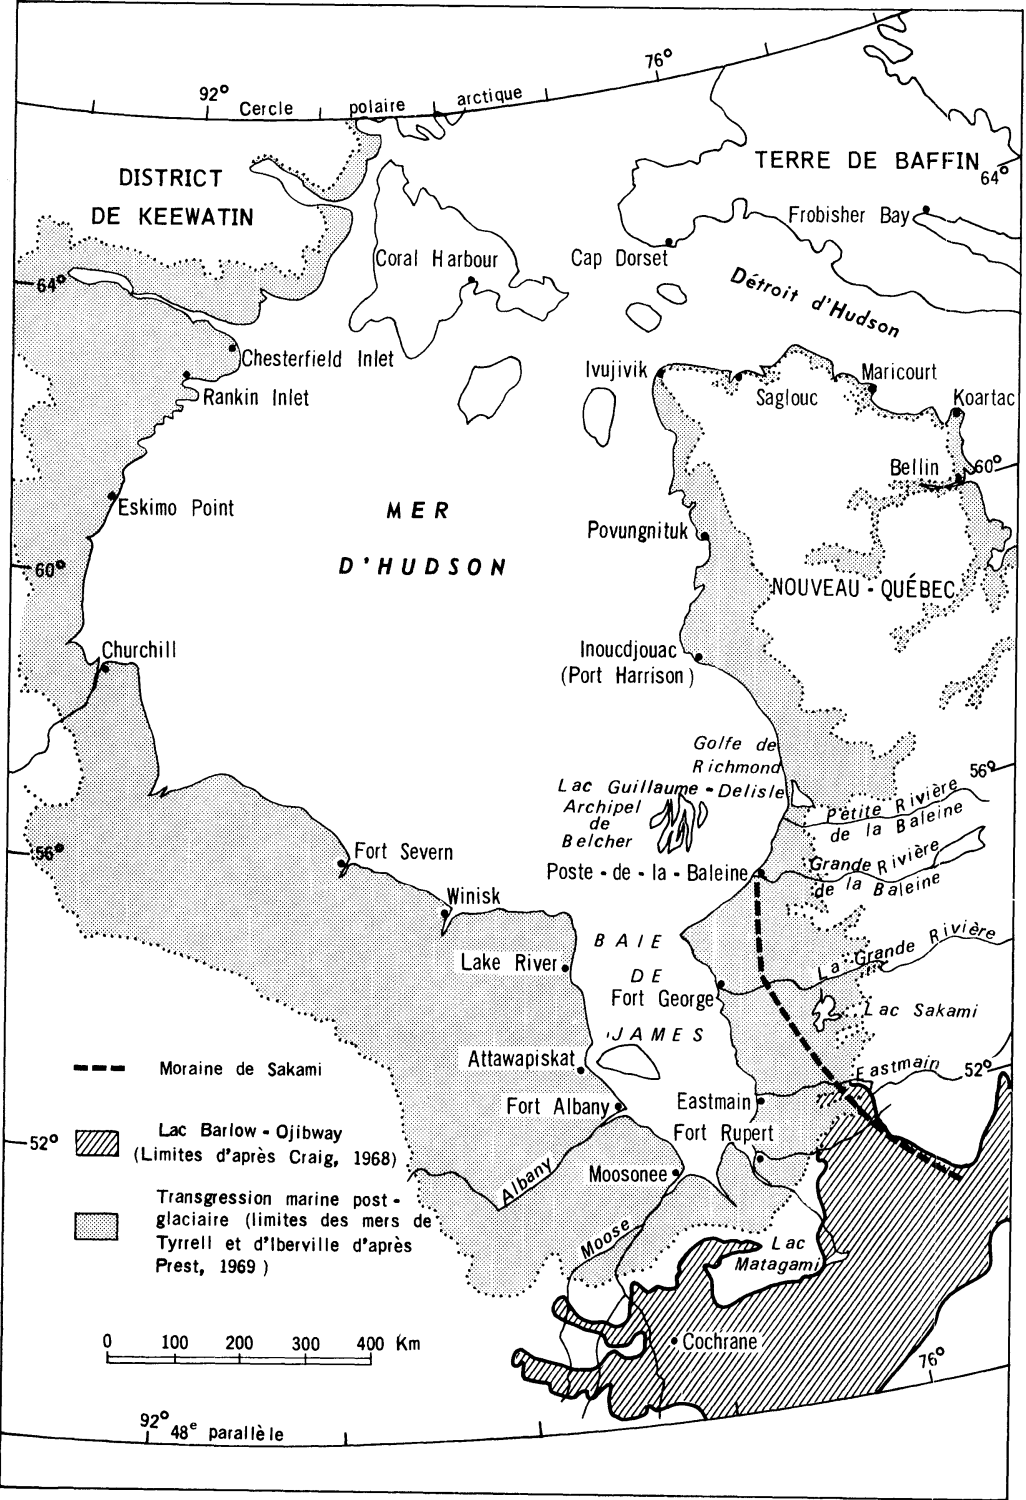 76°
92°
Cercle polaire arctique
TERRE DE BAFFIN
64°
DISTRICT
DE KEEWATIN
Frobisher Bay
Coral Harbour
Cap Dorset
64°
Détroit d'Hudson
Chesterfield Inlet
Ivujivik
Maricourt
Rankin Inlet
Saglouc
Koartac
Bellin
60°
Eskimo Point
MER
D'HUDSON
Povungnituk
60°
NOUVEAU - QUÉBEC
Churchill
Inoucdjouac
(Port Harrison)
Golfe de
Richmond
56°
Lac Guillaume - Delisle
Archipel
de
Belcher
Petite Rivière
de la Baleine
56°
Fort Severn
Grande Rivière
de la Baleine
Poste - de - la - Baleine
Winisk
BAIE
DE
JAMES
Lake River
La Grande Rivière
Fort George
Lac Sakami
Attawapiskat
Eastmain
52°
Moraine de Sakami
Fort Albany
Eastmain
Fort Rupert
52°
Lac Barlow - Ojibway
(Limites d'après Craig, 1968)
Albany
Moosonee
Transgression marine post -
glaciaire (limites des mers de
Tyrrell et d'Iberville d'après
Prest, 1969 )
Moose
Lac
Matagami
0 100 200 300 400 Km
Cochrane
76°
92°
48e parallèle